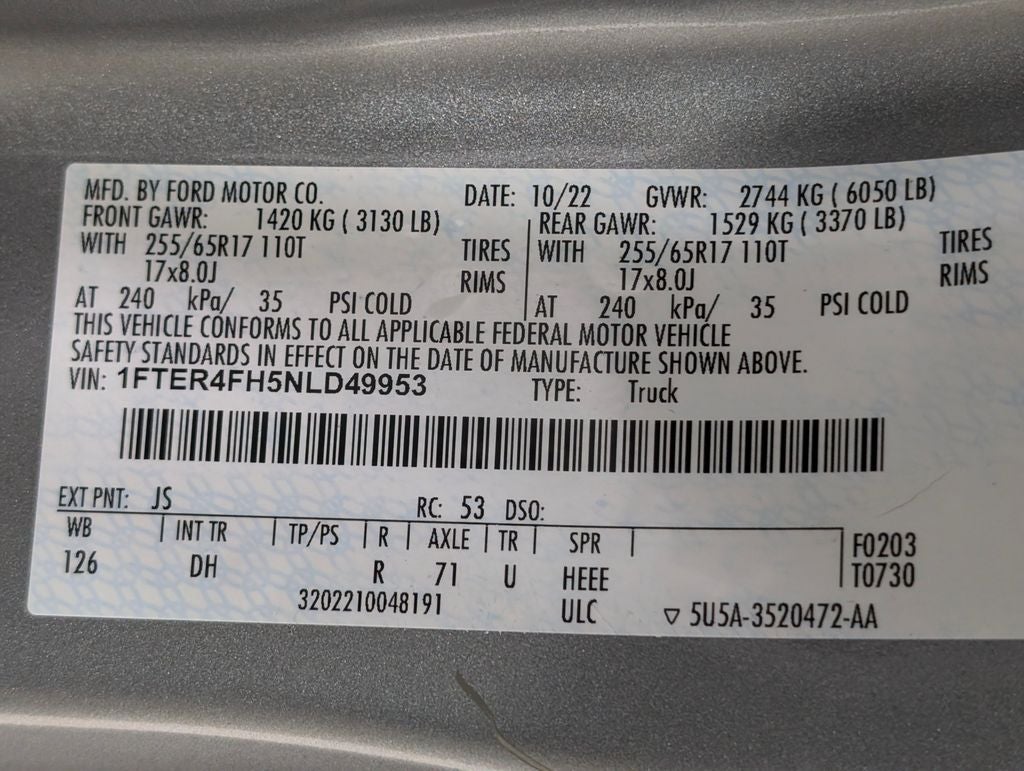 MFD. BY FORD MOTOR CO. DATE: 10/22 GVWR: 2744 KG ( 6050 LB)
FRONT GAWR: 1420 KG ( 3130 LB) REAR GAWR: 1529 KG ( 3370 LB)
WITH 255/65R17 110T TIRES WITH 255/65R17 110T TIRES
17x8.0J RIMS 17x8.0J RIMS
AT 240 kPa/ 35 PSI COLD AT 240 kPa/ 35 PSI COLD
THIS VEHICLE CONFORMS TO ALL APPLICABLE FEDERAL MOTOR VEHICLE
SAFETY STANDARDS IN EFFECT ON THE DATE OF MANUFACTURE SHOWN ABOVE.
VIN: 1FTER4FH5NLD49953 TYPE: Truck
EXT PNT: JS RC: 53 DSO:
WB INT TR TP/PS R AXLE TR SPR F0203
126 DH R 71 U HEEE T0730
3202210048191 ULC ▽ 5U5A-3520472-AA